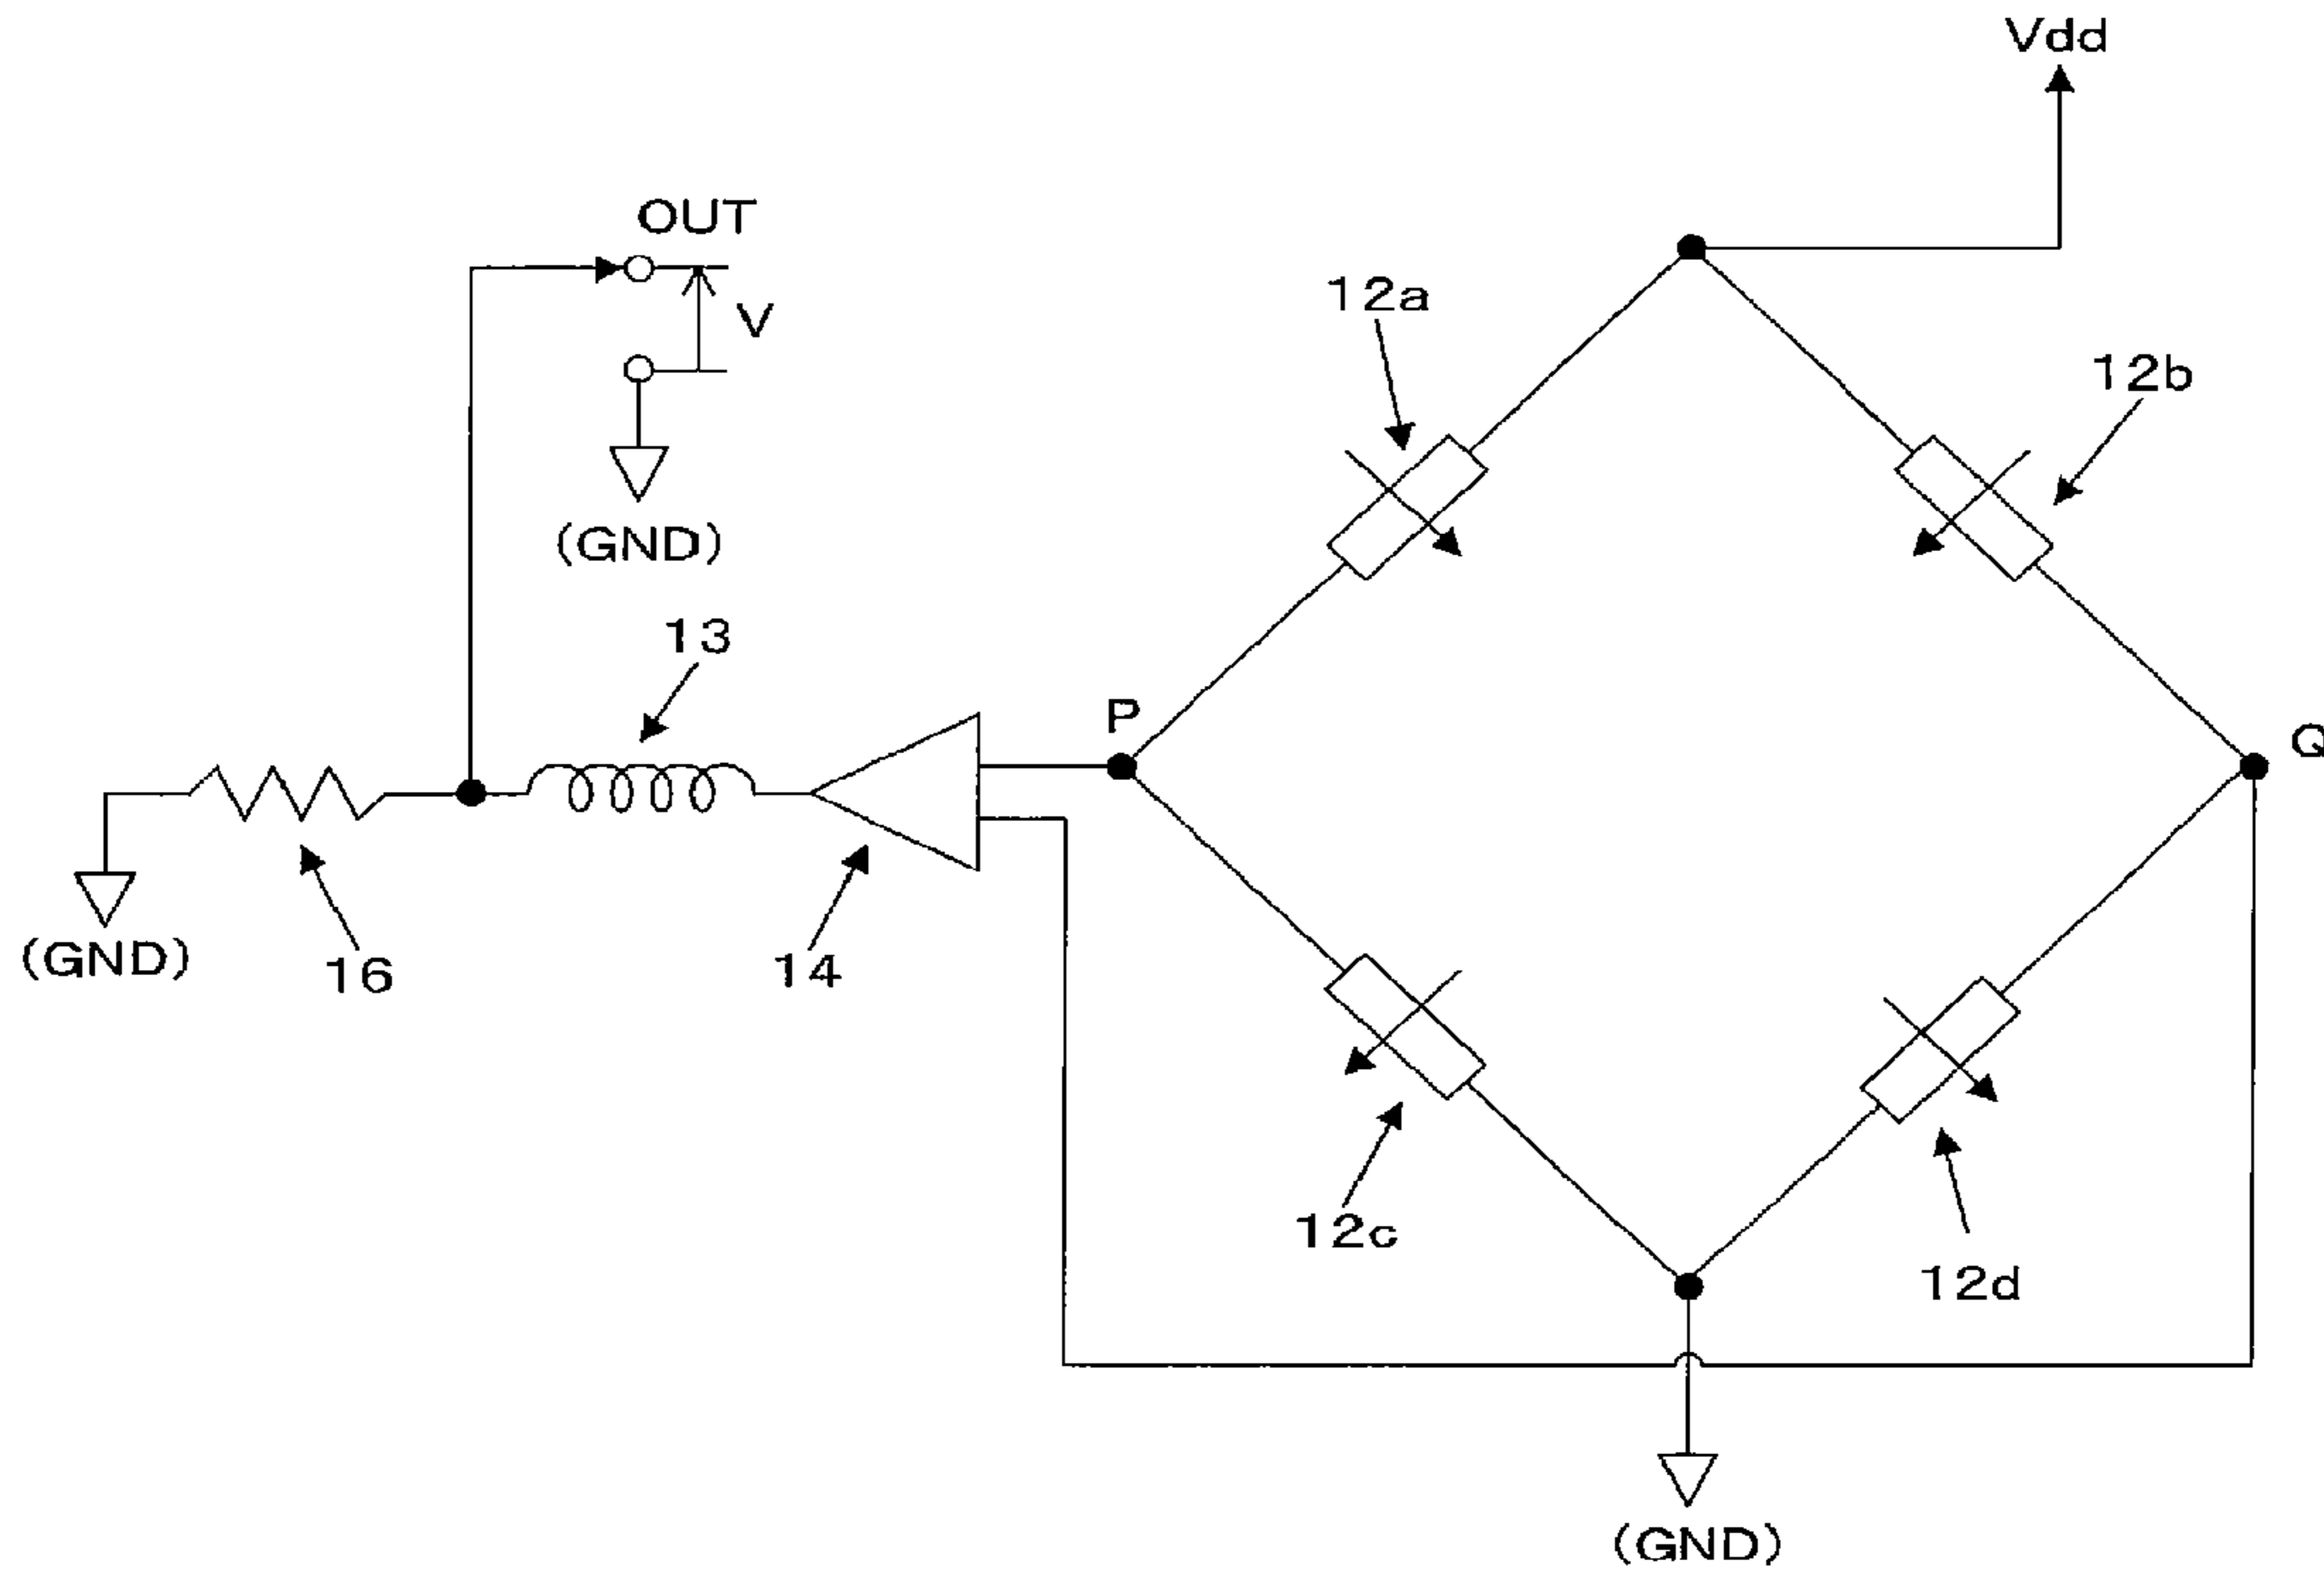 Vdd
OUT
12a
V
12b
(GND)
13
P
Q
(GND)
16
14
12c
12d
(GND)